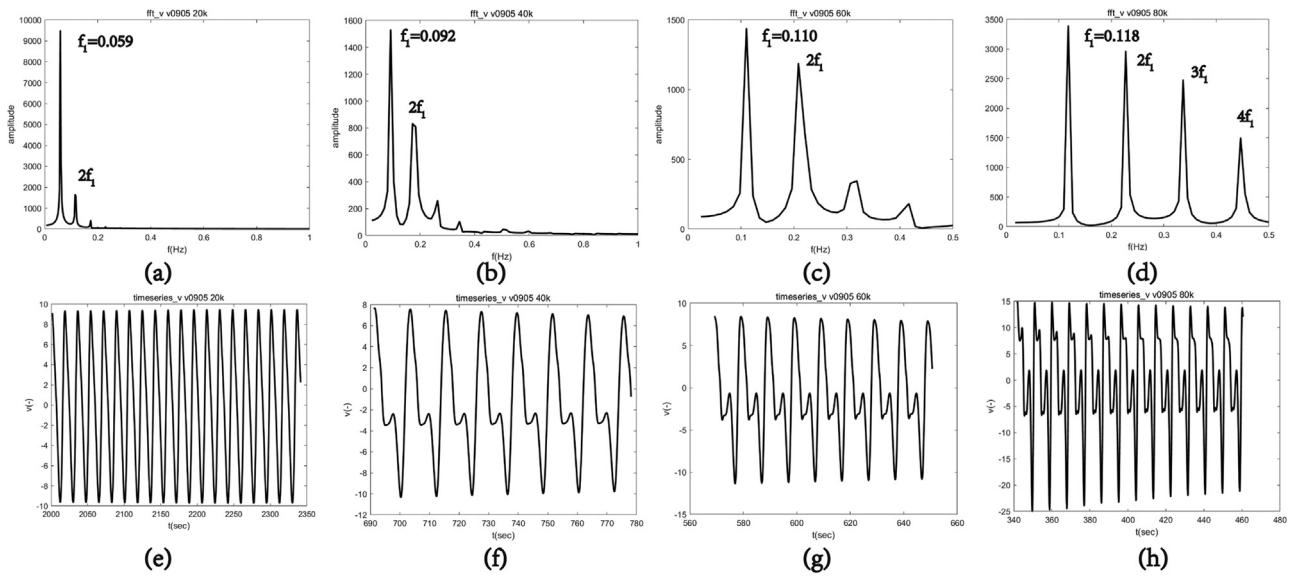 fft_v v0905 20k
10000
9000
8000
7000
6000
5000
4000
3000
2000
1000
0
amplitude
f₁=0.059
2f₁
0 0.2 0.4 0.6 0.8 1
f(Hz)
(a)
fft_v v0905 40k
1600
1400
1200
1000
800
600
400
200
0
amplitude
f₁=0.092
2f₁
0 0.2 0.4 0.6 0.8 1
f(Hz)
(b)
fft_v v0905 60k
1500
1000
500
0
amplitude
f₁=0.110
2f₁
0 0.1 0.2 0.3 0.4 0.5
f(Hz)
(c)
fft_v v0905 80k
3500
3000
2500
2000
1500
1000
500
0
amplitude
f₁=0.118
2f₁
3f₁
4f₁
0 0.1 0.2 0.3 0.4 0.5
f(Hz)
(d)
timeseries_v v0905 20k
10
8
6
4
2
0
-2
-4
-6
-8
-10
v(-)
2000 2050 2100 2150 2200 2250 2300 2350
t(sec)
(e)
timeseries_v v0905 40k
8
6
4
2
0
-2
-4
-6
-8
-10
-12
v(-)
690 700 710 720 730 740 750 760 770 780
t(sec)
(f)
timeseries_v v0905 60k
10
5
0
-5
-10
-15
v(-)
560 580 600 620 640 660
t(sec)
(g)
timeseries_v v0905 80k
15
10
5
0
-5
-10
-15
-20
-25
v(-)
340 360 380 400 420 440 460 480
t(sec)
(h)